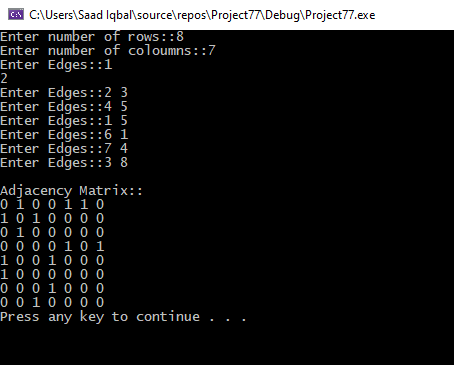 C:\Users\Saad Iqbal\source\repos\Project77\Debug\Project77.exe
Enter number of rows::8
Enter number of coloumns::7
Enter Edges::1
2
Enter Edges::2 3
Enter Edges::4 5
Enter Edges::1 5
Enter Edges::6 1
Enter Edges::7 4
Enter Edges::3 8

Adjacency Matrix::
0 1 0 0 1 1 0
1 0 1 0 0 0 0
0 1 0 0 0 0 0
0 0 0 0 1 0 1
1 0 0 1 0 0 0
1 0 0 0 0 0 0
0 0 0 1 0 0 0
0 0 1 0 0 0 0
Press any key to continue . . .